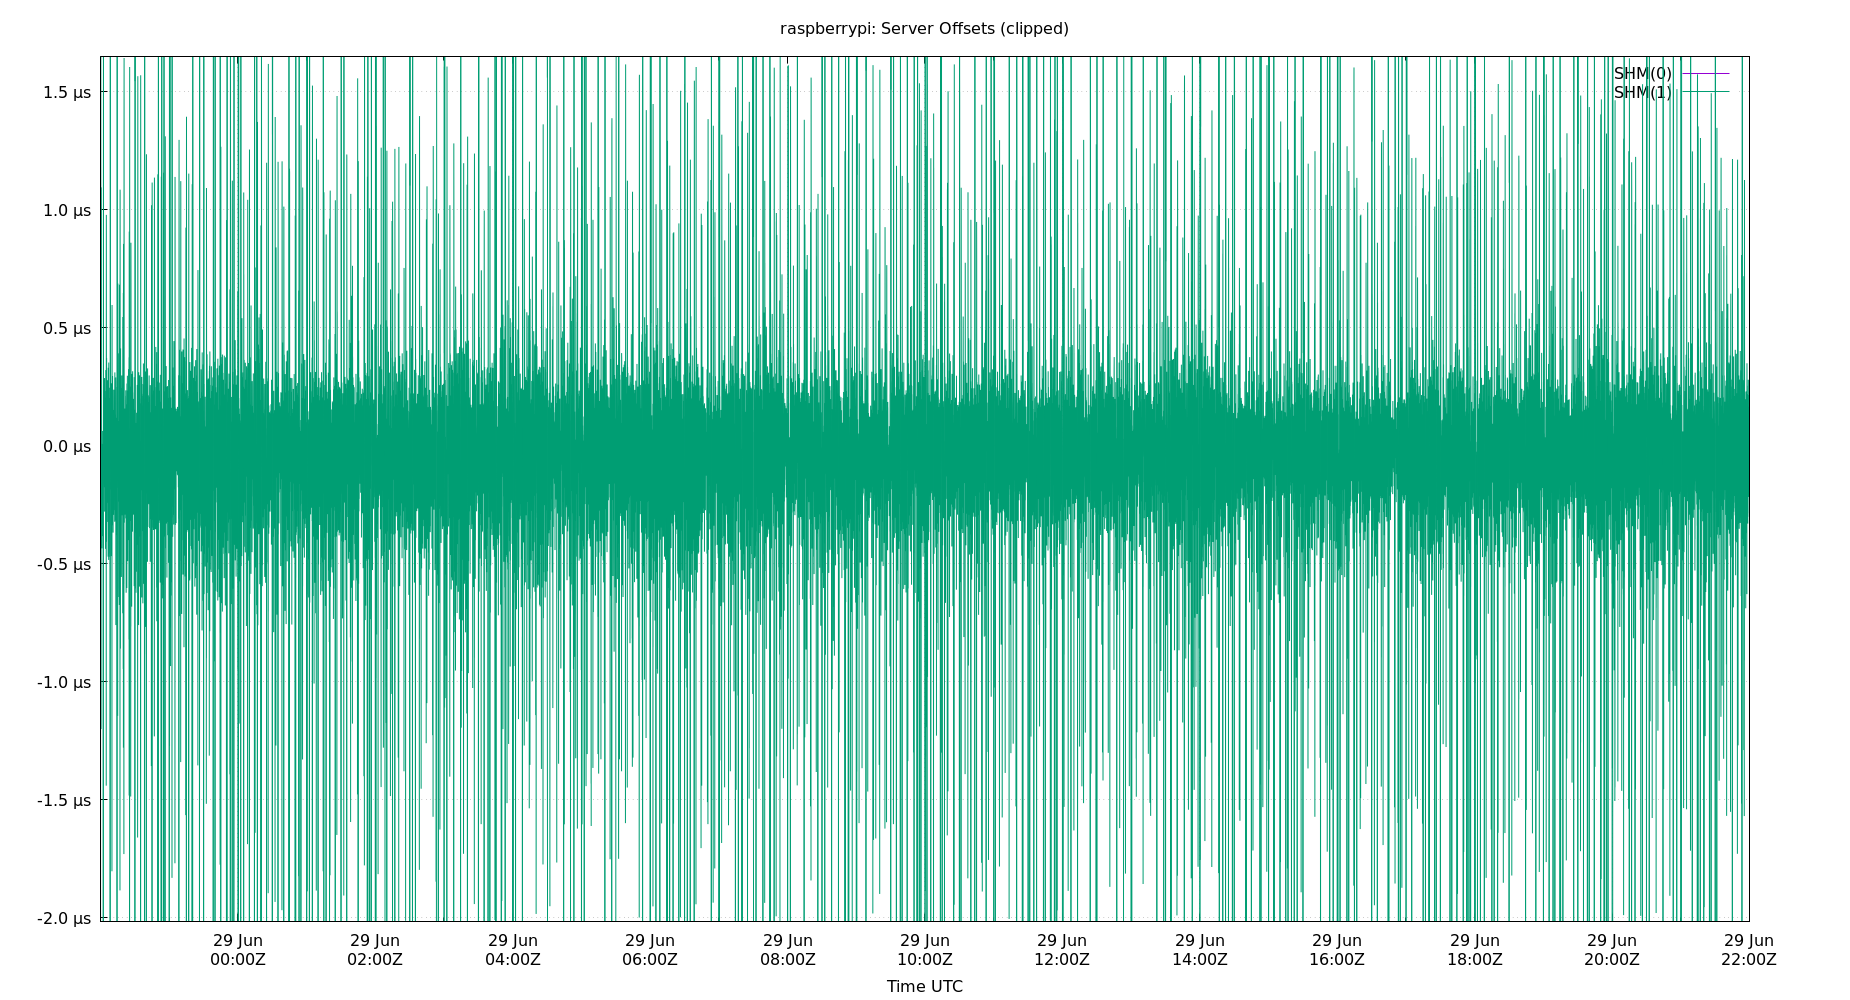 raspberrypi: Server Offsets (clipped)
SHM(0)
SHM(1)
1.5 µs
1.0 µs
0.5 µs
0.0 µs
-0.5 µs
-1.0 µs
-1.5 µs
-2.0 µs
29 Jun 29 Jun 29 Jun 29 Jun 29 Jun 29 Jun 29 Jun 29 Jun 29 Jun 29 Jun 29 Jun 29 Jun
00:00Z 02:00Z 04:00Z 06:00Z 08:00Z 10:00Z 12:00Z 14:00Z 16:00Z 18:00Z 20:00Z 22:00Z
Time UTC